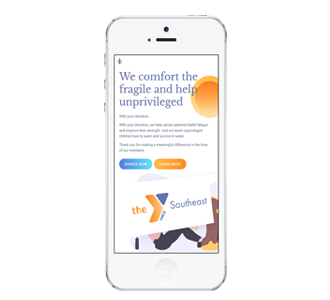 We comfort the
fragile and help
unprivileged
With your donation,
With your donation, we help cancer patients battle fatigue
and improve their strength. And we teach unprivileged
children how to swim and survive in water.
Thank you for making a meaningful difference in the lives
of our members.
DONATE NOW
LEARN MORE
the
YMCA
Southeast